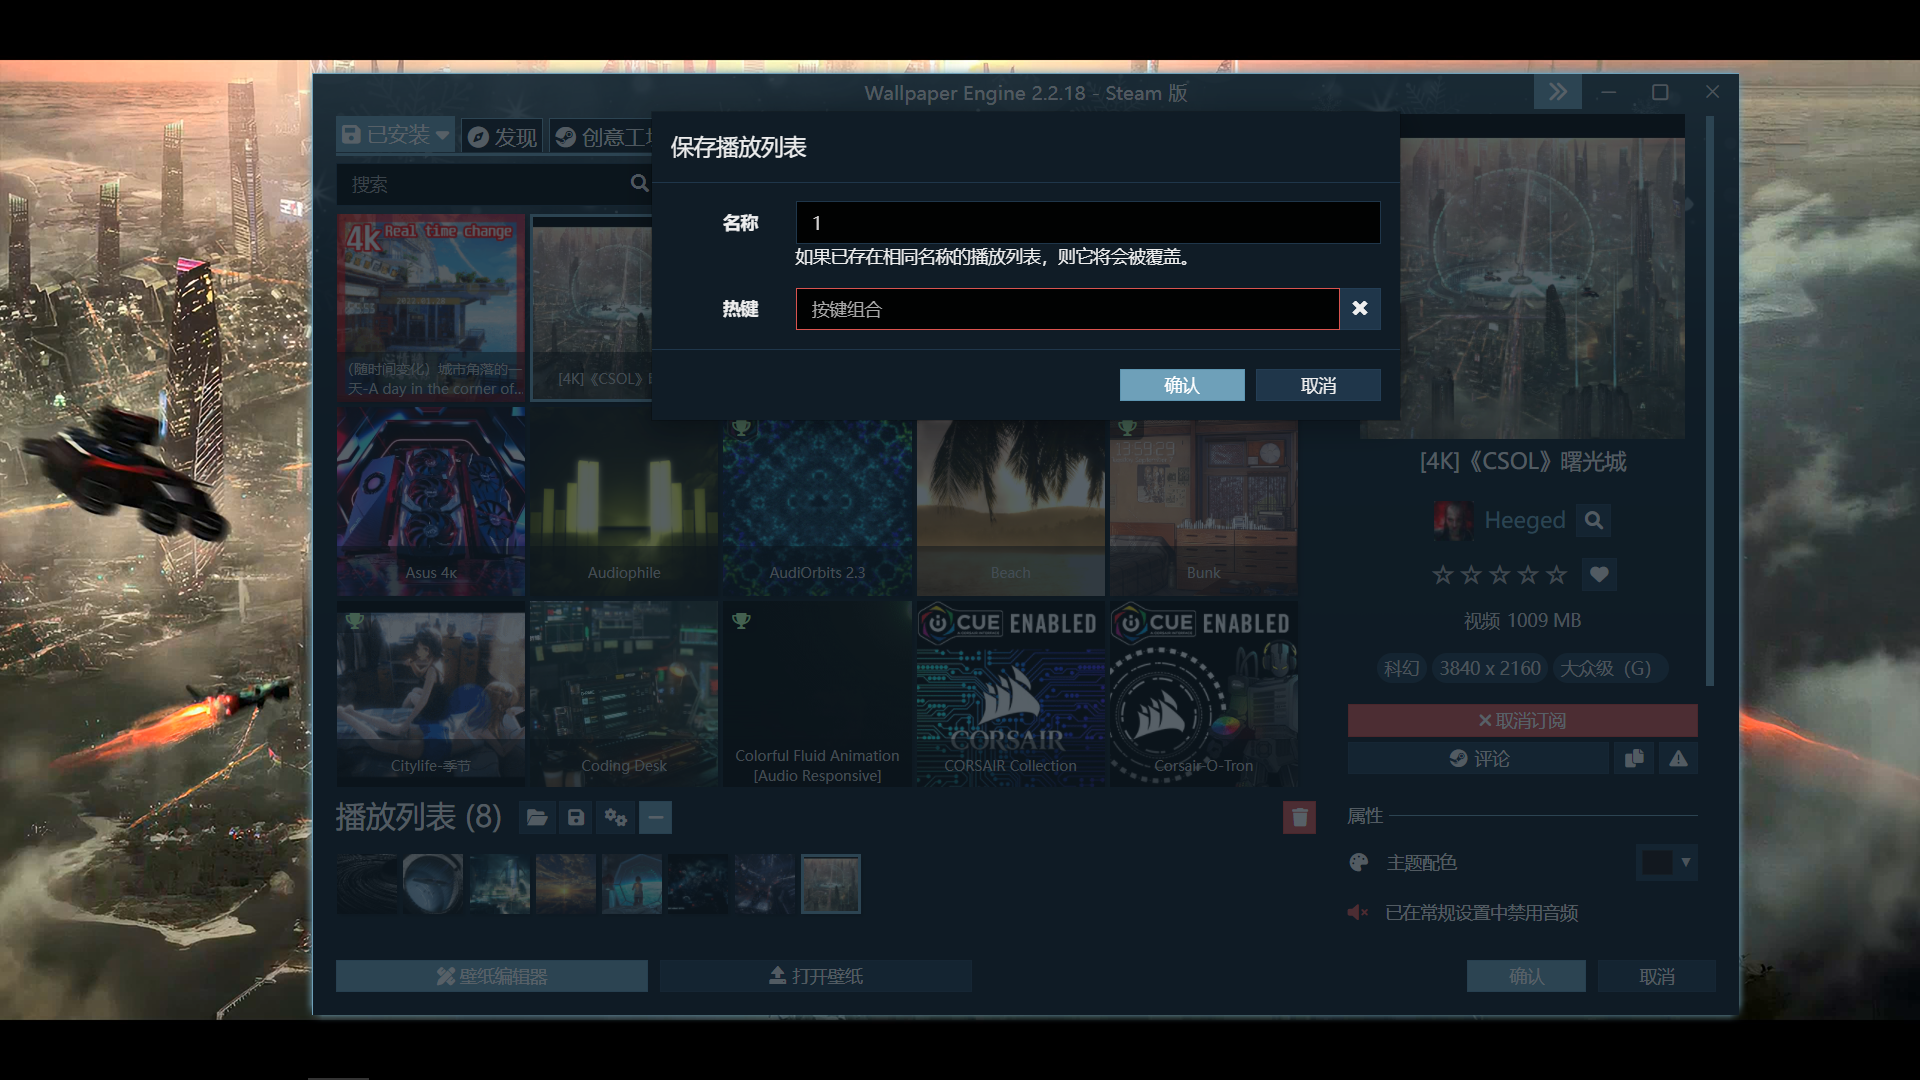 Wallpaper Engine 2.2.18 - Steam 版
已安装
发现
创意工坊
保存播放列表
搜索
名称
1
如果已存在相同名称的播放列表，则它将会被覆盖。
热键
按键组合
确认
取消
4k Real time change
(随时间变化）城市角落的一
天-A day in the corner of..
[4K]《CSOL》
Asus 4к
Audiophile
AudiOrbits 2.3
Beach
13:59:29
Bunk
Citylife-季节
Coding Desk
Colorful Fluid Animation
[Audio Responsive]
CUE ENABLED
CORSAIR
CORSAIR Collection
CUE ENABLED
Corsair-O-Tron
[4K]《CSOL》曙光城
Heeged
视频 1009 MB
科幻
3840 x 2160
大众级（G）
取消订阅
评论
播放列表 (8)
属性
主题配色
已在常规设置中禁用音频
壁纸编辑器
打开壁纸
确认
取消